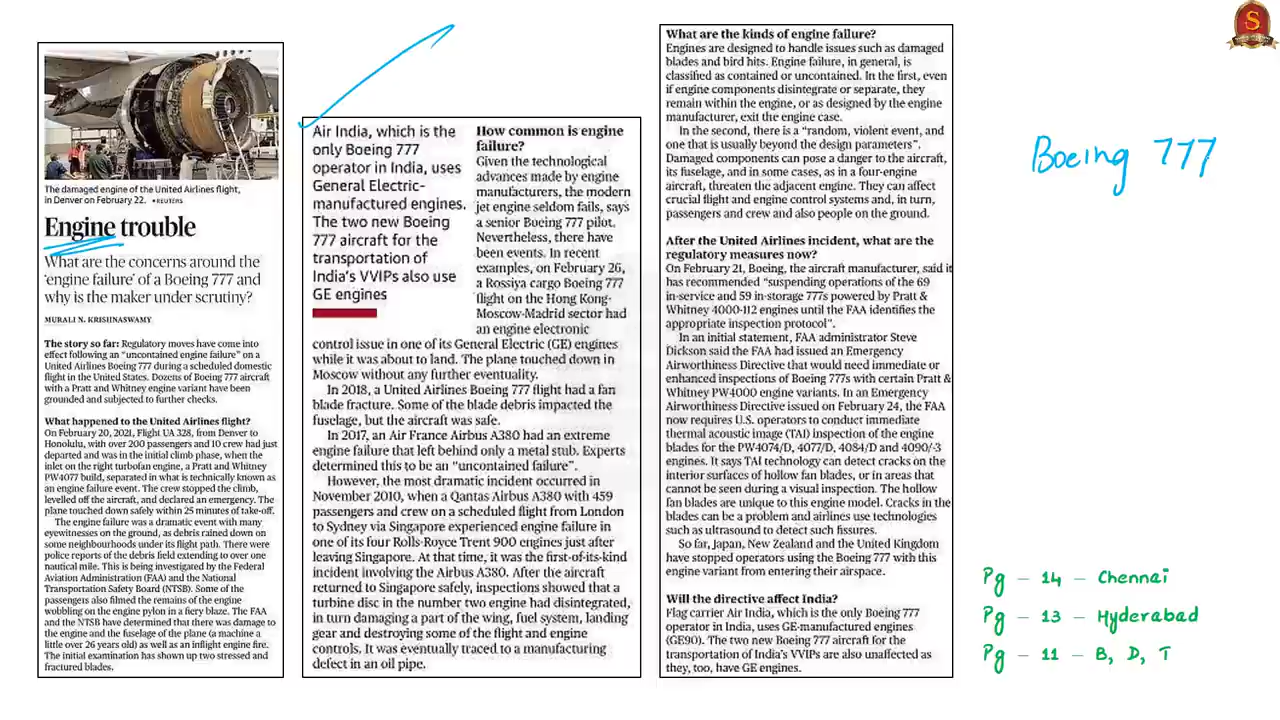 The damaged engine of the United Airlines flight,
in Denver on February 22. •REUTERS
Engine trouble
What are the concerns around the
'engine failure' of a Boeing 777 and
why is the maker under scrutiny?
MURALI N. KRISHNASWAMY
The story so far: Regulatory moves have come into
effect following an "uncontained engine failure" on a
United Airlines Boeing 777 during a scheduled domestic
flight in the United States. Dozens of Boeing 777 aircraft
with a Pratt and Whitney engine variant have been
grounded and subjected to further checks.
What happened to the United Airlines flight?
On February 20, 2021, Flight UA 328, from Denver to
Honolulu, with over 200 passengers and 10 crew had just
departed and was in the initial climb phase, when the
inlet on the right turbofan engine, a Pratt and Whitney
PW4077 build, separated in what is technically known as
an engine failure event. The crew stopped the climb,
levelled off the aircraft, and declared an emergency. The
plane touched down safely within 25 minutes of take-off.
The engine failure was a dramatic event with many
eyewitnesses on the ground, as debris rained down on
some neighbourhoods under its flight path. There were
police reports of the debris field extending to over one
nautical mile. This is being investigated by the Federal
Aviation Administration (FAA) and the National
Transportation Safety Board (NTSB). Some of the
passengers also filmed the remains of the engine
wobbling on the engine pylon in a fiery blaze. The FAA
and the NTSB have determined that there was damage to
the engine and the fuselage of the plane (a machine a
little over 26 years old) as well as an inflight engine fire.
The initial examination has shown up two stressed and
fractured blades.
Air India, which is the
only Boeing 777
operator in India, uses
General Electric-
manufactured engines.
The two new Boeing
777 aircraft for the
transportation of
India's VVIPs also use
GE engines
How common is engine
failure?
Given the technological
advances made by engine
manufacturers, the modern
jet engine seldom fails, says
a senior Boeing 777 pilot.
Nevertheless, there have
been events. In recent
examples, on February 26,
a Rossiya cargo Boeing 777
flight on the Hong Kong-
Moscow-Madrid sector had
an engine electronic
control issue in one of its General Electric (GE) engines
while it was about to land. The plane touched down in
Moscow without any further eventuality.
In 2018, a United Airlines Boeing 777 flight had a fan
blade fracture. Some of the blade debris impacted the
fuselage, but the aircraft was safe.
In 2017, an Air France Airbus A380 had an extreme
engine failure that left behind only a metal stub. Experts
determined this to be an "uncontained failure".
However, the most dramatic incident occurred in
November 2010, when a Qantas Airbus A380 with 459
passengers and crew on a scheduled flight from London
to Sydney via Singapore experienced engine failure in
one of its four Rolls-Royce Trent 900 engines just after
leaving Singapore. At that time, it was the first-of-its-kind
incident involving the Airbus A380. After the aircraft
returned to Singapore safely, inspections showed that a
turbine disc in the number two engine had disintegrated,
in turn damaging a part of the wing, fuel system, landing
gear and destroying some of the flight and engine
controls. It was eventually traced to a manufacturing
defect in an oil pipe.
What are the kinds of engine failure?
Engines are designed to handle issues such as damaged
blades and bird hits. Engine failure, in general, is
classified as contained or uncontained. In the first, even
if engine components disintegrate or separate, they
remain within the engine, or as designed by the engine
manufacturer, exit the engine case.
In the second, there is a "random, violent event, and
one that is usually beyond the design parameters".
Damaged components can pose a danger to the aircraft,
its fuselage, and in some cases, as in a four-engine
aircraft, threaten the adjacent engine. They can affect
crucial flight and engine control systems and, in turn,
passengers and crew and also people on the ground.
After the United Airlines incident, what are the
regulatory measures now?
On February 21, Boeing, the aircraft manufacturer, said it
has recommended "suspending operations of the 69
in-service and 59 in-storage 777s powered by Pratt &
Whitney 4000-112 engines until the FAA identifies the
appropriate inspection protocol".
In an initial statement, FAA administrator Steve
Dickson said the FAA had issued an Emergency
Airworthiness Directive that would need immediate or
enhanced inspections of Boeing 777s with certain Pratt &
Whitney PW4000 engine variants. In an Emergency
Airworthiness Directive issued on February 24, the FAA
now requires U.S. operators to conduct immediate
thermal acoustic image (TAI) inspection of the engine
blades for the PW4074/D, 4077/D, 4084/D and 4090/-3
engines. It says TAI technology can detect cracks on the
interior surfaces of hollow fan blades, or in areas that
cannot be seen during a visual inspection. The hollow
fan blades are unique to this engine model. Cracks in the
blades can be a problem and airlines use technologies
such as ultrasound to detect such fissures.
So far, Japan, New Zealand and the United Kingdom
have stopped operators using the Boeing 777 with this
engine variant from entering their airspace.
Will the directive affect India?
Flag carrier Air India, which is the only Boeing 777
operator in India, uses GE-manufactured engines
(GE90). The two new Boeing 777 aircraft for the
transportation of India's VVIPs are also unaffected as
they, too, have GE engines.
S
Boeing 777
Pg - 14 - Chennai
Pg - 13 - Hyderabad
Pg - 11 - B, D, T